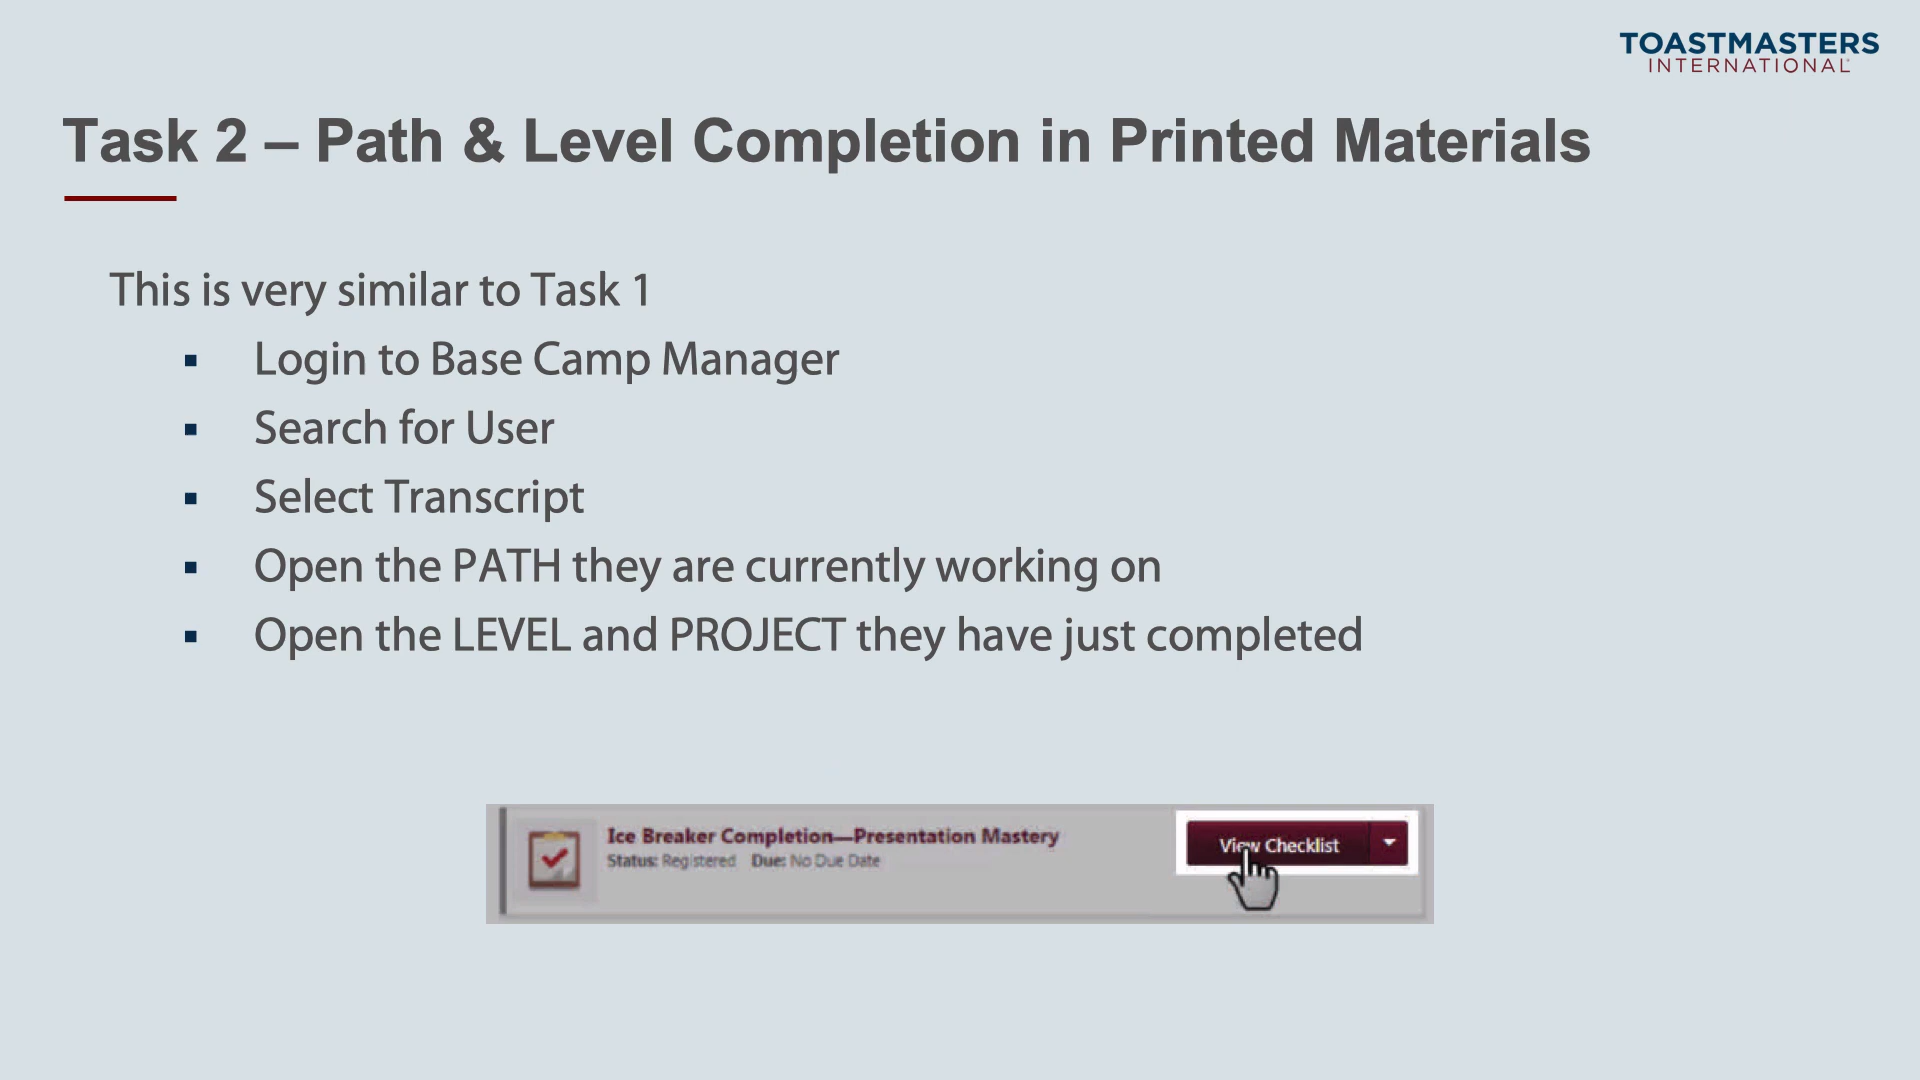 TOASTMASTERS
INTERNATIONAL
Task 2 – Path & Level Completion in Printed Materials
This is very similar to Task 1
▪ Login to Base Camp Manager
▪ Search for User
▪ Select Transcript
▪ Open the PATH they are currently working on
▪ Open the LEVEL and PROJECT they have just completed
Ice Breaker Completion—Presentation Mastery
Status: Registered Due: No Due Date
View Checklist